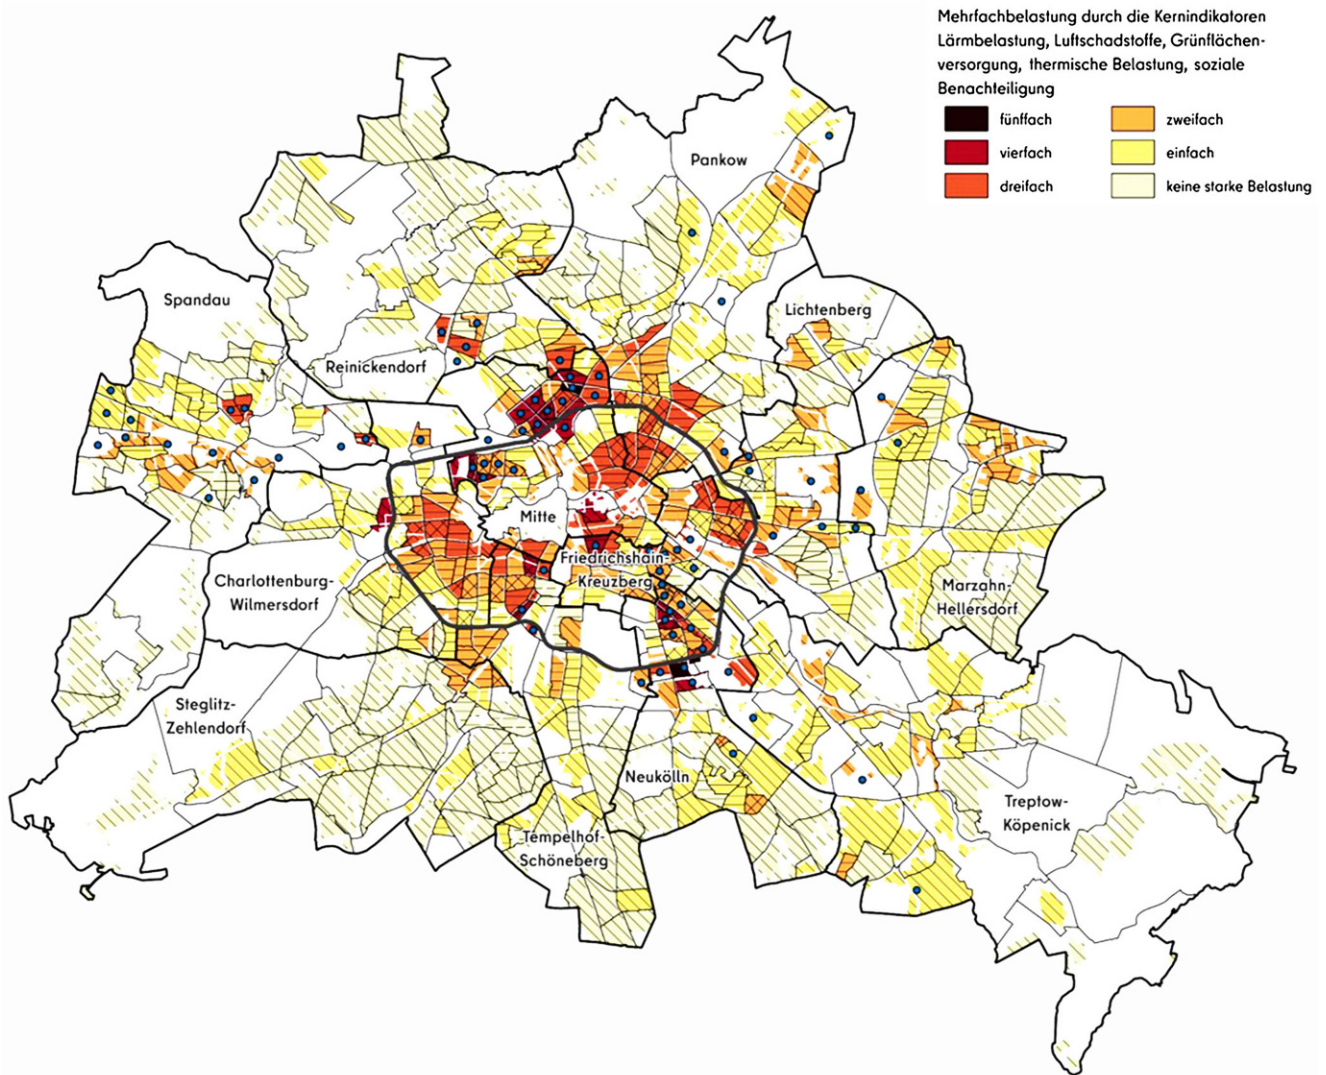 Mehrfachbelastung durch die Kernindikatoren
Lärmbelastung, Luftschadstoffe, Grünflächen-
versorgung, thermische Belastung, soziale
Benachteiligung
fünffach
zweifach
vierfach
einfach
dreifach
keine starke Belastung
Pankow
Spandau
Lichtenberg
Reinickendorf
Mitte
Friedrichshain-
Kreuzberg
Charlottenburg-
Wilmersdorf
Marzahn-
Hellersdorf
Steglitz-
Zehlendorf
Neukölln
Treptow-
Köpenick
Tempelhof-
Schöneberg